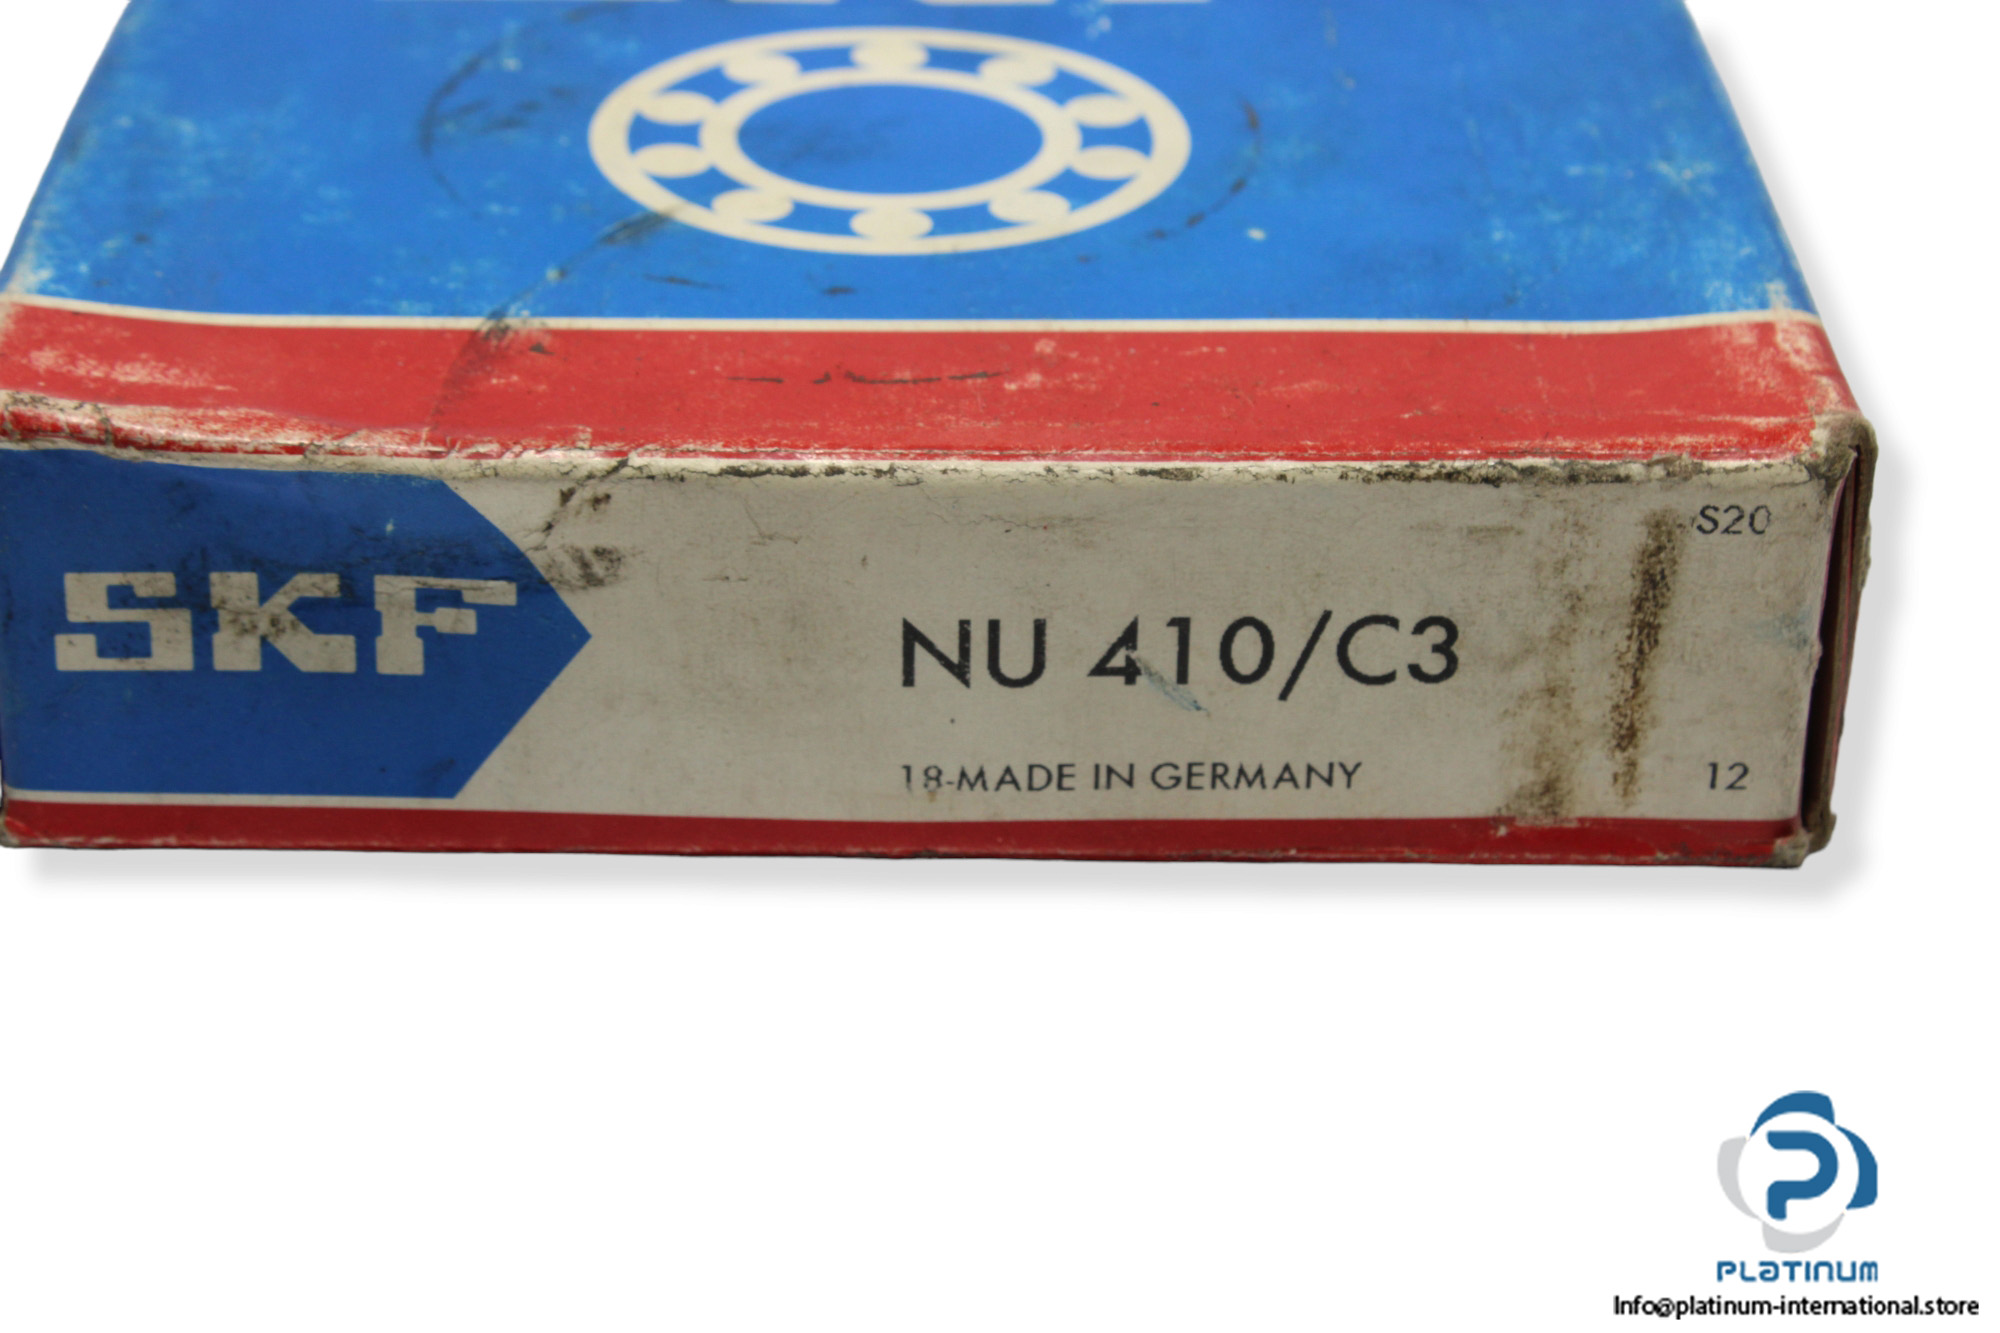 S20
SKF
NU 410/C3
18-MADE IN GERMANY
12
PLATINUM
Info@platinum-international.store